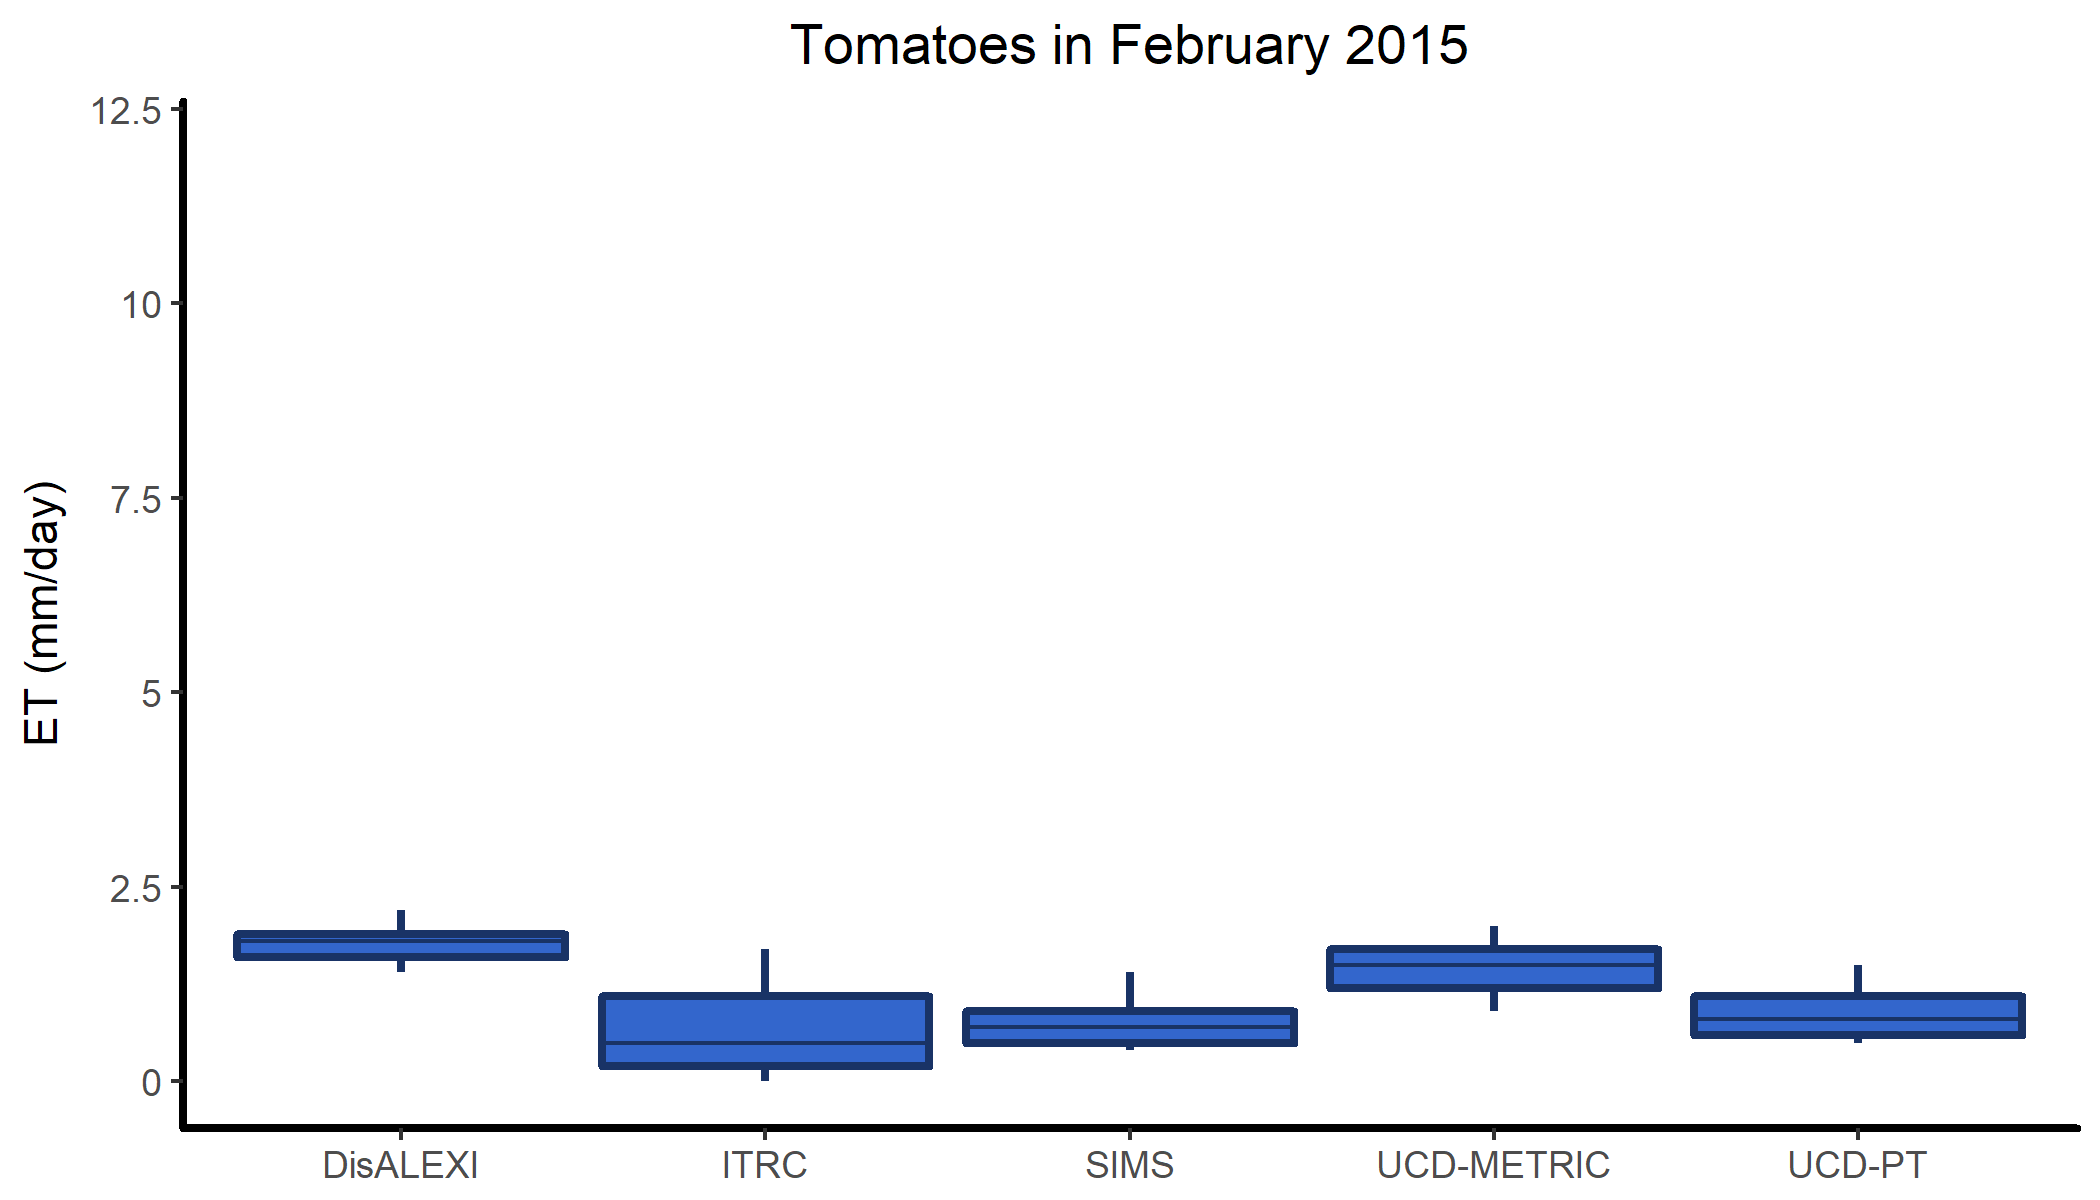 Tomatoes in February 2015
12.5
10
7.5
5
2.5
0
ET (mm/day)
DisALEXI ITRC SIMS UCD-METRIC UCD-PT